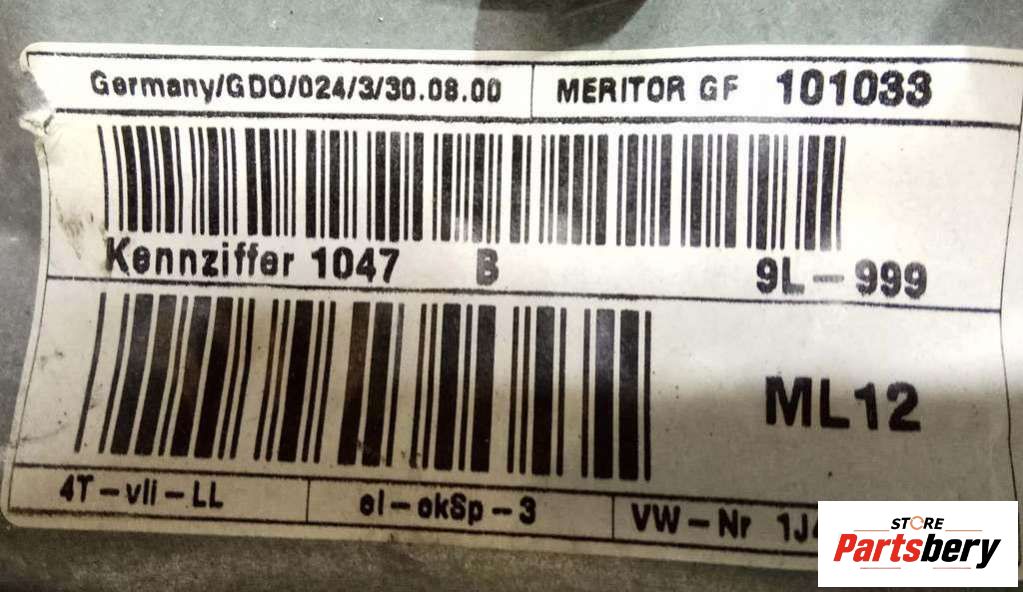 Germany/GDO/024/3/30.08.00 MERITOR GF 101033
Kennziffer 1047 B 9L-999
ML12
4T-vli-LL el-okSp-3 VW-Nr
STORE
Partsbery